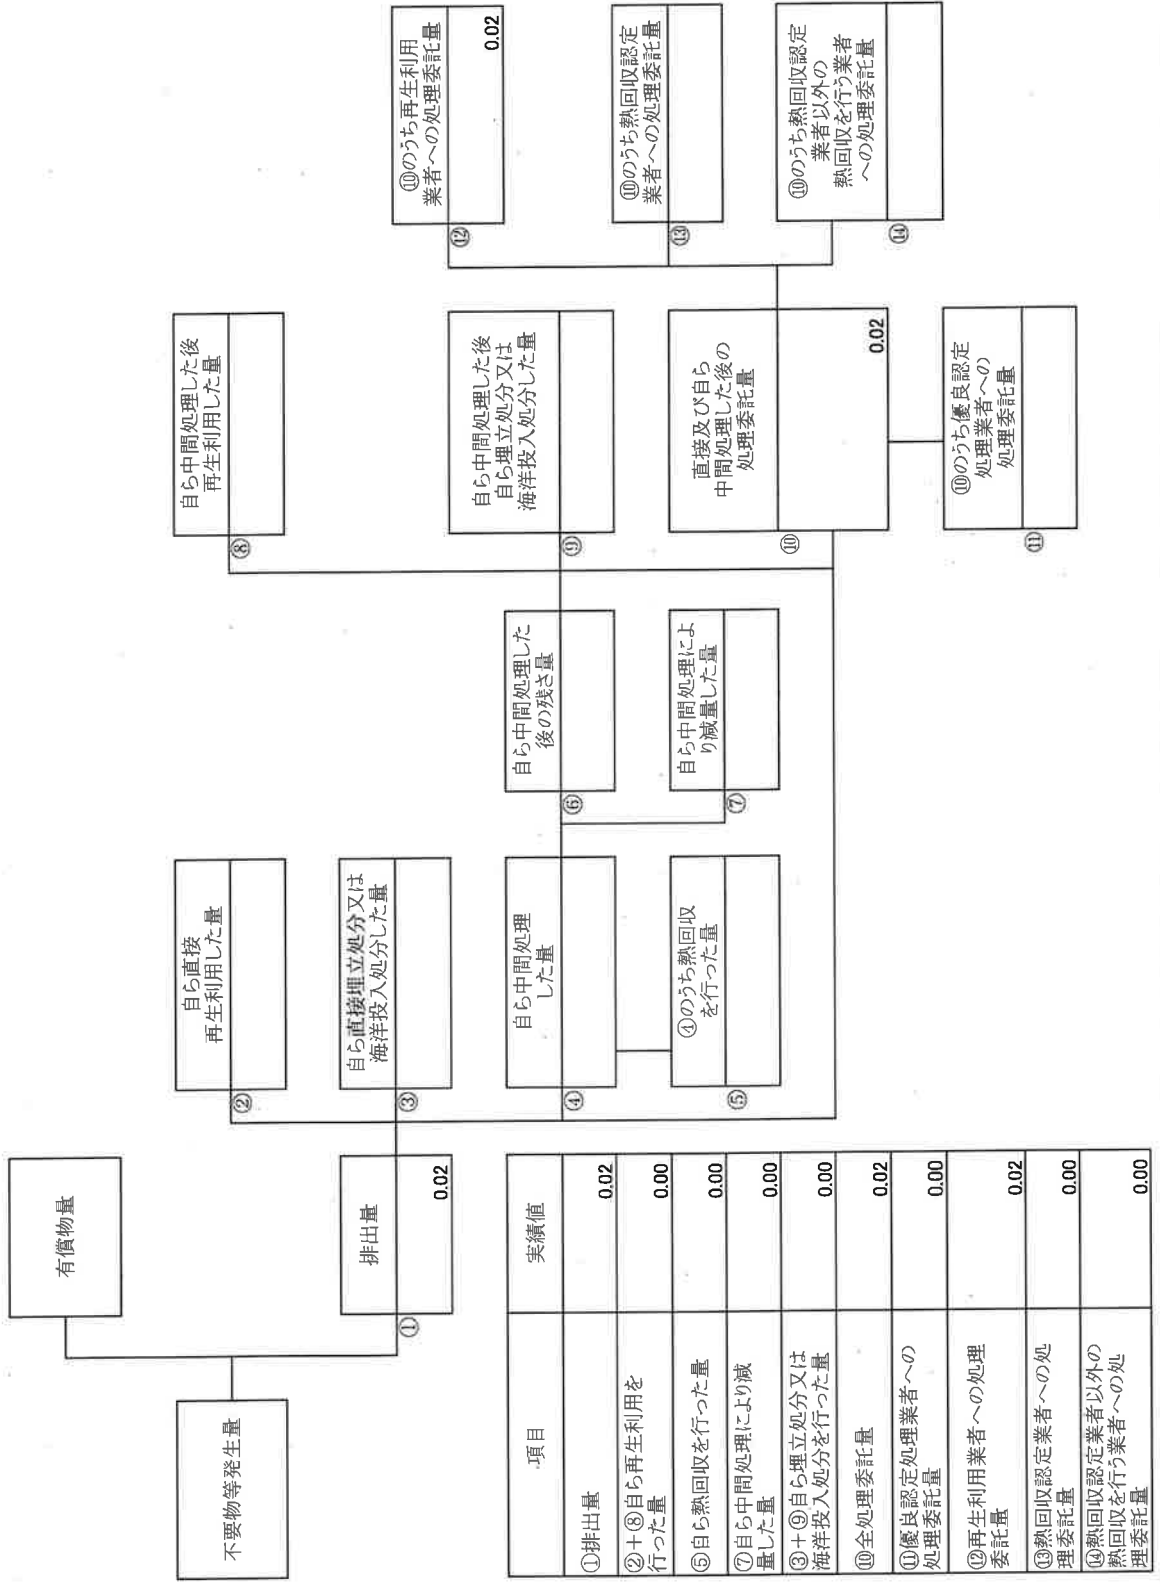 不要物等発生量
有償物量
①
排出量
0.02
②
自ら直接
再生利用した量
③
自ら直接埋立処分又は
海洋投入処分した量
④
自ら中間処理
した量
⑤
④のうち熱回収
を行った量
⑥
自ら中間処理した
後の残さ量
⑦
自ら中間処理によ
り減量した量
⑧
自ら中間処理した後
再生利用した量
⑨
自ら中間処理した後
自ら埋立処分又は
海洋投入処分した量
⑩
直接及び自ら
中間処理した後の
処理委託量
0.02
⑪
⑩のうち優良認定
処理業者への
処理委託量
⑫
⑩のうち再生利用
業者への処理委託量
0.02
⑬
⑩のうち熱回収認定
業者への処理委託量
⑭
⑩のうち熱回収認定
業者以外の
熱回収を行う業者
への処理委託量
項目 実績値
①排出量 0.02
②+⑧自ら再生利用を
行った量 0.00
⑤自ら熱回収を行った量 0.00
⑦自ら中間処理により減
量した量 0.00
③+⑨自ら埋立処分又は
海洋投入処分を行った量 0.00
⑩全処理委託量 0.02
⑪優良認定処理業者への
処理委託量 0.00
⑫再生利用業者への処理
委託量 0.02
⑬熱回収認定業者への処
理委託量 0.00
⑭熱回収認定業者以外の
熱回収を行う業者への処
理委託量 0.00